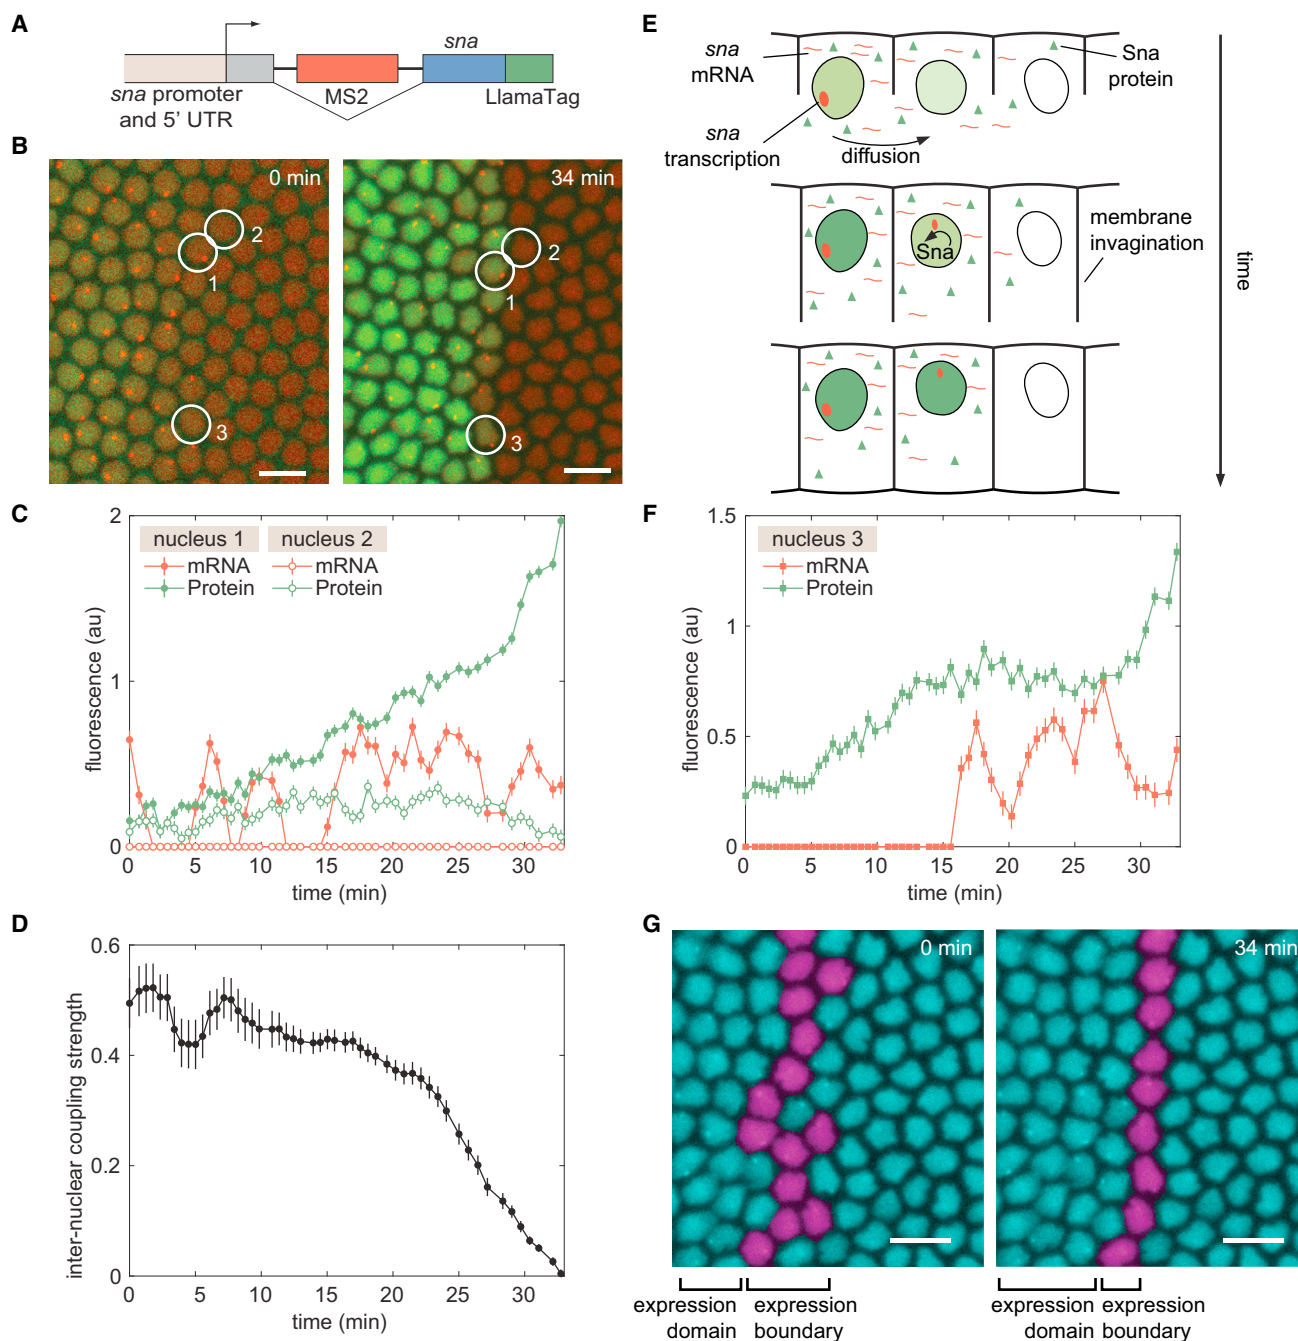 A
sna
sna promoter
and 5' UTR
MS2
LlamaTag
B
0 min
2
1
3
34 min
2
1
3
C
2
1
0
fluorescence (au)
nucleus 1
mRNA
Protein
nucleus 2
mRNA
Protein
0 5 10 15 20 25 30
time (min)
D
0.6
0.4
0.2
0
inter-nuclear coupling strength
0 5 10 15 20 25 30
time (min)
E
sna
mRNA
Sna
protein
sna
transcription
diffusion
Sna
membrane
invagination
time
F
1.5
1
0.5
0
fluorescence (au)
nucleus 3
mRNA
Protein
0 5 10 15 20 25 30
time (min)
G
0 min
34 min
expression
domain
expression
boundary
expression
domain
expression
boundary